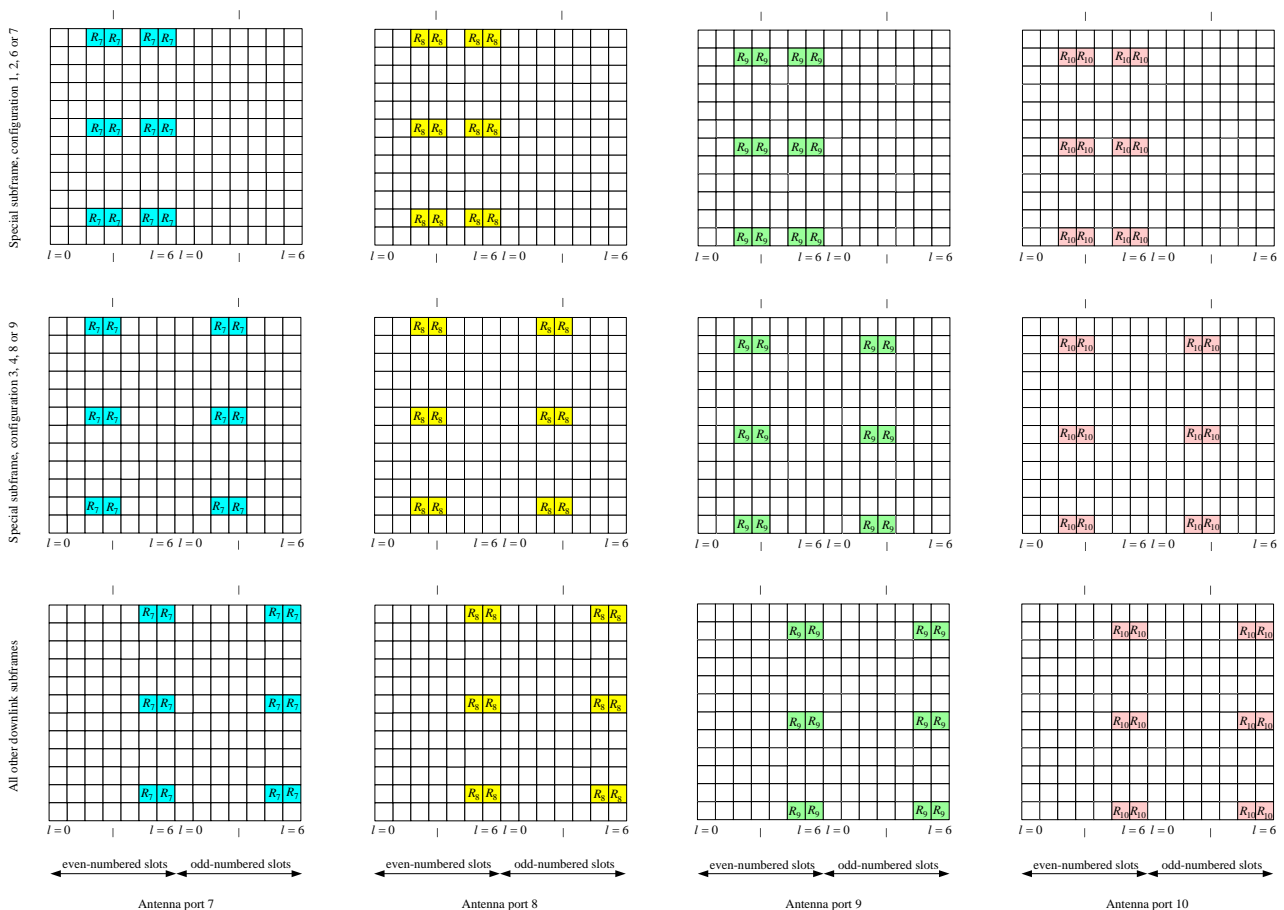 Special subframe, configuration 1, 2, 6 or 7
R7 R7 R7 R7 R8 R8 R8 R8
R9 R9 R9 R9 R10 R10 R10 R10
R7 R7 R7 R7 R8 R8 R8 R8
R9 R9 R9 R9 R10 R10 R10 R10
R7 R7 R7 R7 R8 R8 R8 R8
R9 R9 R9 R9 R10 R10 R10 R10
l = 0 l = 6 l = 0 l = 6 l = 0 l = 6 l = 0 l = 6 l = 0 l = 6 l = 0 l = 6 l = 0 l = 6 l = 0 l = 6
Special subframe, configuration 3, 4, 8 or 9
R7 R7 R7 R7 R8 R8 R8 R8
R9 R9 R9 R9 R10 R10 R10 R10
R7 R7 R7 R7 R8 R8 R8 R8
R9 R9 R9 R9 R10 R10 R10 R10
R7 R7 R7 R7 R8 R8 R8 R8
R9 R9 R9 R9 R10 R10 R10 R10
l = 0 l = 6 l = 0 l = 6 l = 0 l = 6 l = 0 l = 6 l = 0 l = 6 l = 0 l = 6 l = 0 l = 6 l = 0 l = 6
All other downlink subframes
R7 R7 R7 R7 R8 R8 R8 R8
R9 R9 R9 R9 R10 R10 R10 R10
R7 R7 R7 R7 R8 R8 R8 R8
R9 R9 R9 R9 R10 R10 R10 R10
R7 R7 R7 R7 R8 R8 R8 R8
R9 R9 R9 R9 R10 R10 R10 R10
l = 0 l = 6 l = 0 l = 6 l = 0 l = 6 l = 0 l = 6 l = 0 l = 6 l = 0 l = 6 l = 0 l = 6 l = 0 l = 6
even-numbered slots odd-numbered slots even-numbered slots odd-numbered slots even-numbered slots odd-numbered slots even-numbered slots odd-numbered slots
Antenna port 7 Antenna port 8 Antenna port 9 Antenna port 10